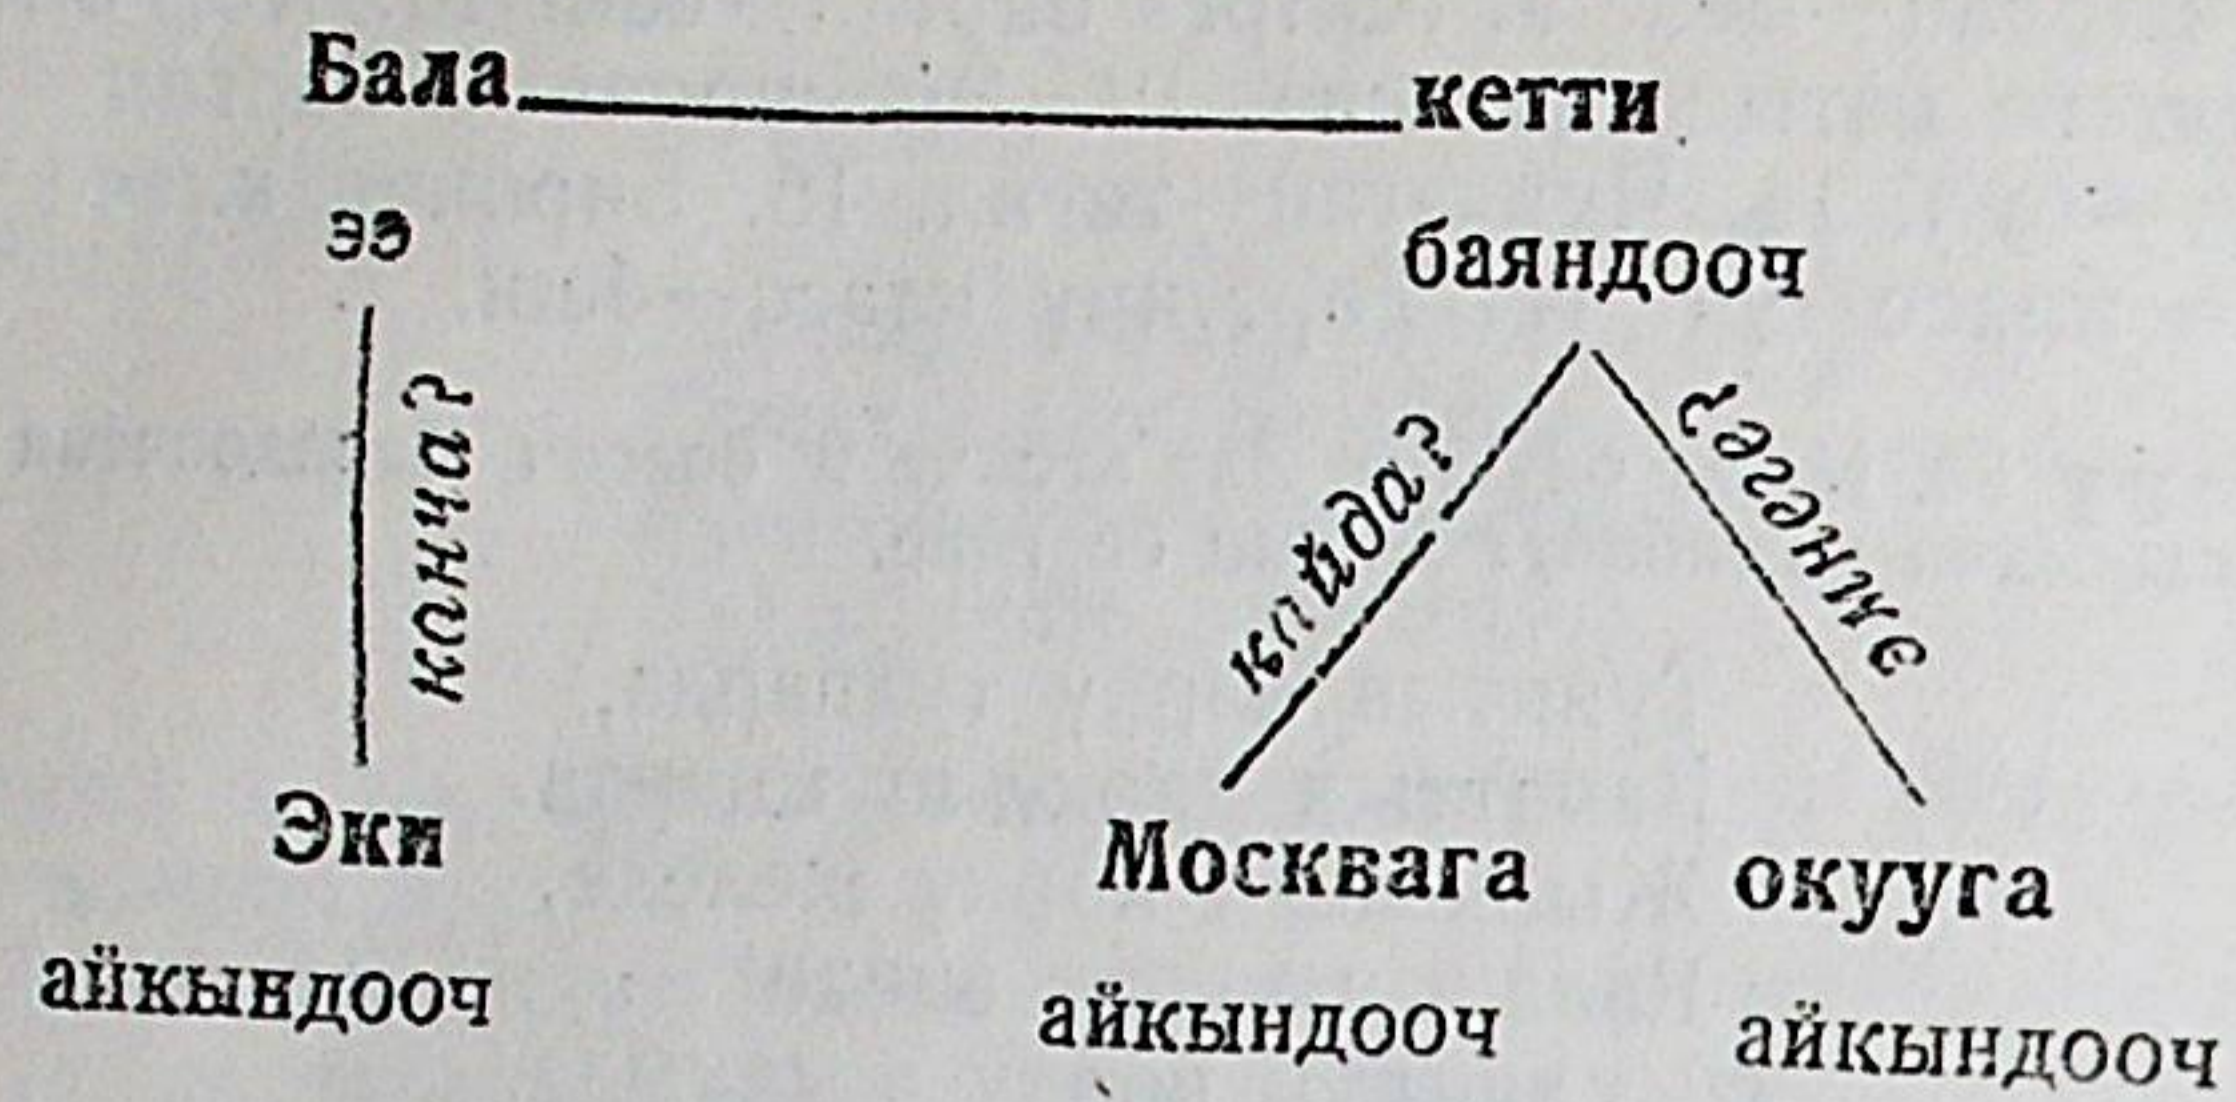 Бала кетти
ээ баяндооч
канча? кайда? эмнеге?
Эки Москвага окууга
айкындооч айкындооч айкындооч